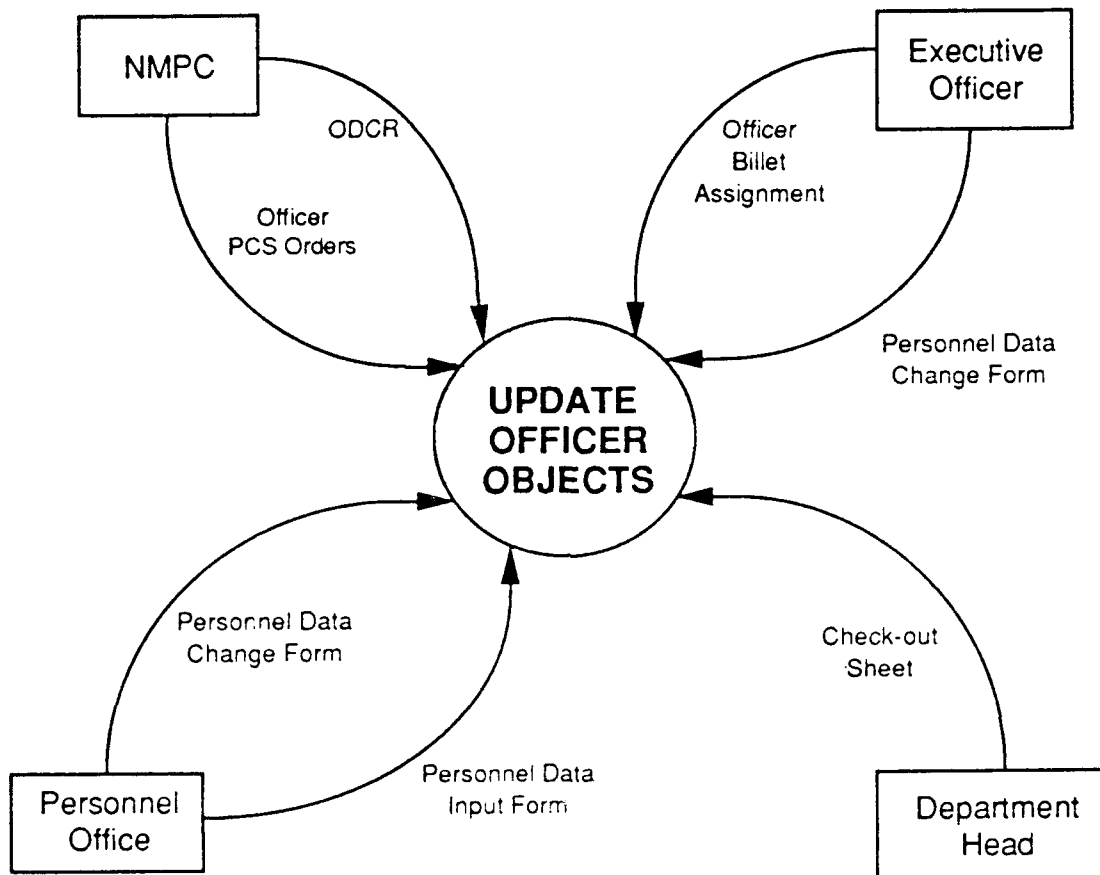 NMPC
Executive
Officer
ODCR
Officer
Billet
Assignment
Officer
PCS Orders
Personnel Data
Change Form
UPDATE
OFFICER
OBJECTS
Personnel Data
Change Form
Check-out
Sheet
Personnel Data
Input Form
Personnel
Office
Department
Head